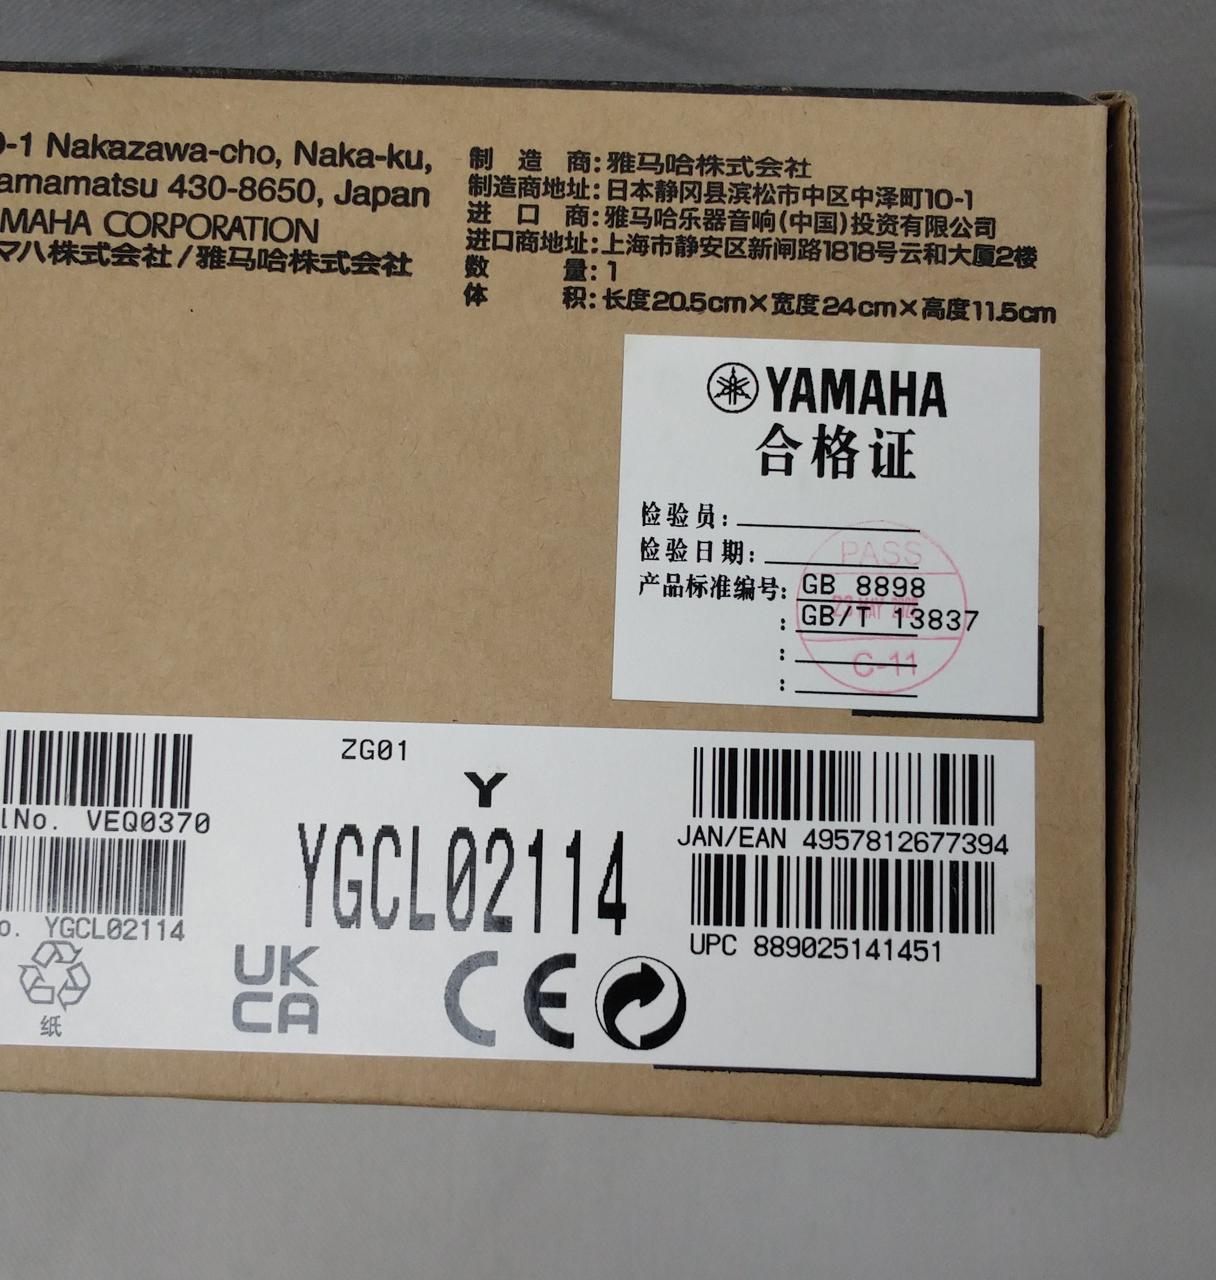 -1 Nakazawa-cho, Naka-ku,
amamatsu 430-8650, Japan
MAHA CORPORATION
マハ株式会社/雅马哈株式会社
制造商:雅马哈株式会社
制造商地址:日本静冈县滨松市中区中泽町10-1
进口商:雅马哈乐器音响(中国)投资有限公司
进口商地址:上海市静安区新闸路1818号云和大厦2楼
数量:1
体积:长度20.5cm×宽度24cm×高度11.5cm
YAMAHA
合格证
检验员:
检验日期:
产品标准编号: GB 8898
: GB/T 13837
:
:
PASS
23 MAY
C-11
lNo. VEQ0370
o. YGCL02114
纸
ZG01
Y
YGCL02114
UK
CA
CE
JAN/EAN 4957812677394
UPC 889025141451